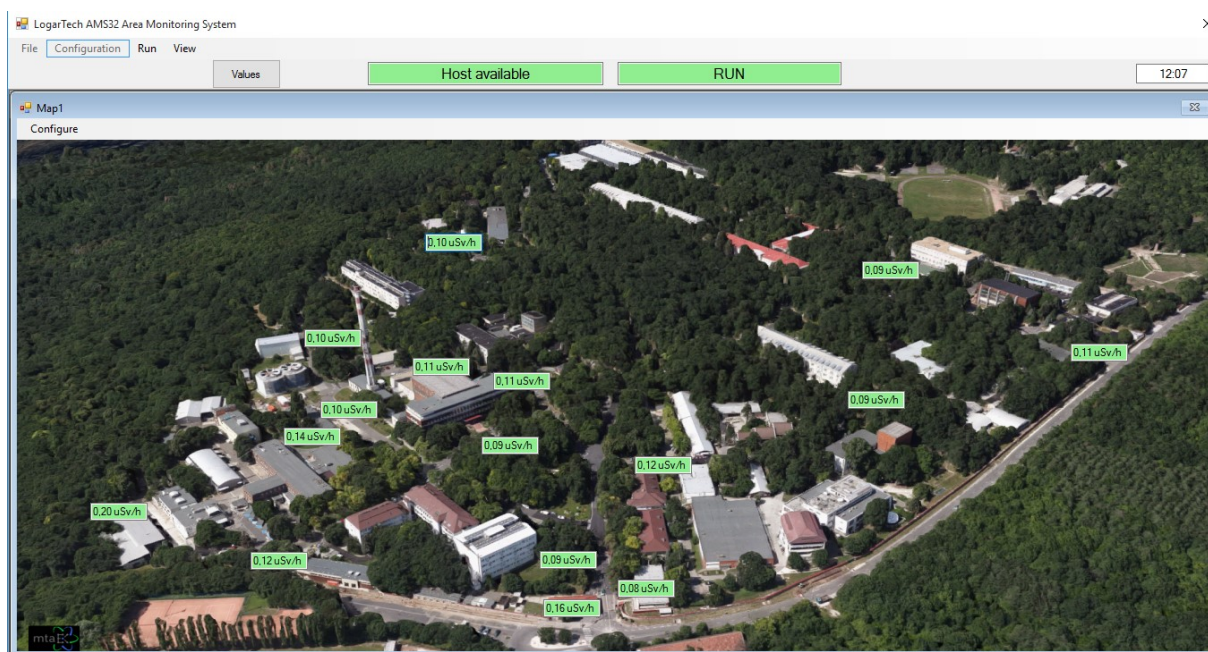 LogarTech AMS32 Area Monitoring System
File Configuration Run View
Values Host available RUN 12:07
Map1
Configure
0,10 uSv/h
0,09 uSv/h
0,10 uSv/h
0,11 uSv/h
0,11 uSv/h
0,11 uSv/h
0,10 uSv/h
0,09 uSv/h
0,14 uSv/h
0,09 uSv/h
0,12 uSv/h
0,20 uSv/h
0,12 uSv/h
0,09 uSv/h
0,08 uSv/h
0,16 uSv/h